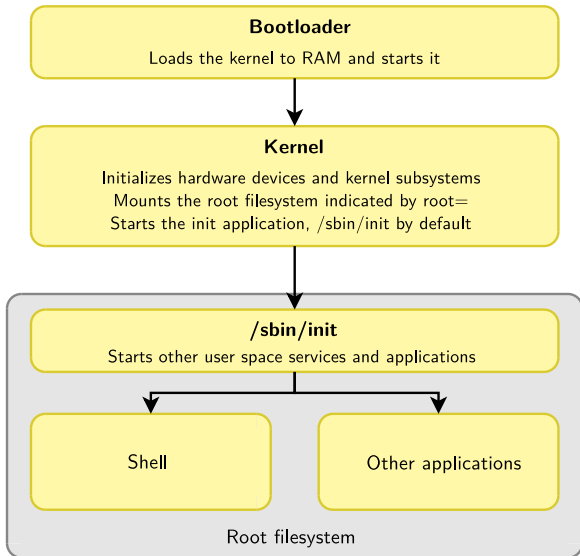 Bootloader
Loads the kernel to RAM and starts it
Kernel
Initializes hardware devices and kernel subsystems
Mounts the root filesystem indicated by root=
Starts the init application, /sbin/init by default
/sbin/init
Starts other user space services and applications
Shell
Other applications
Root filesystem